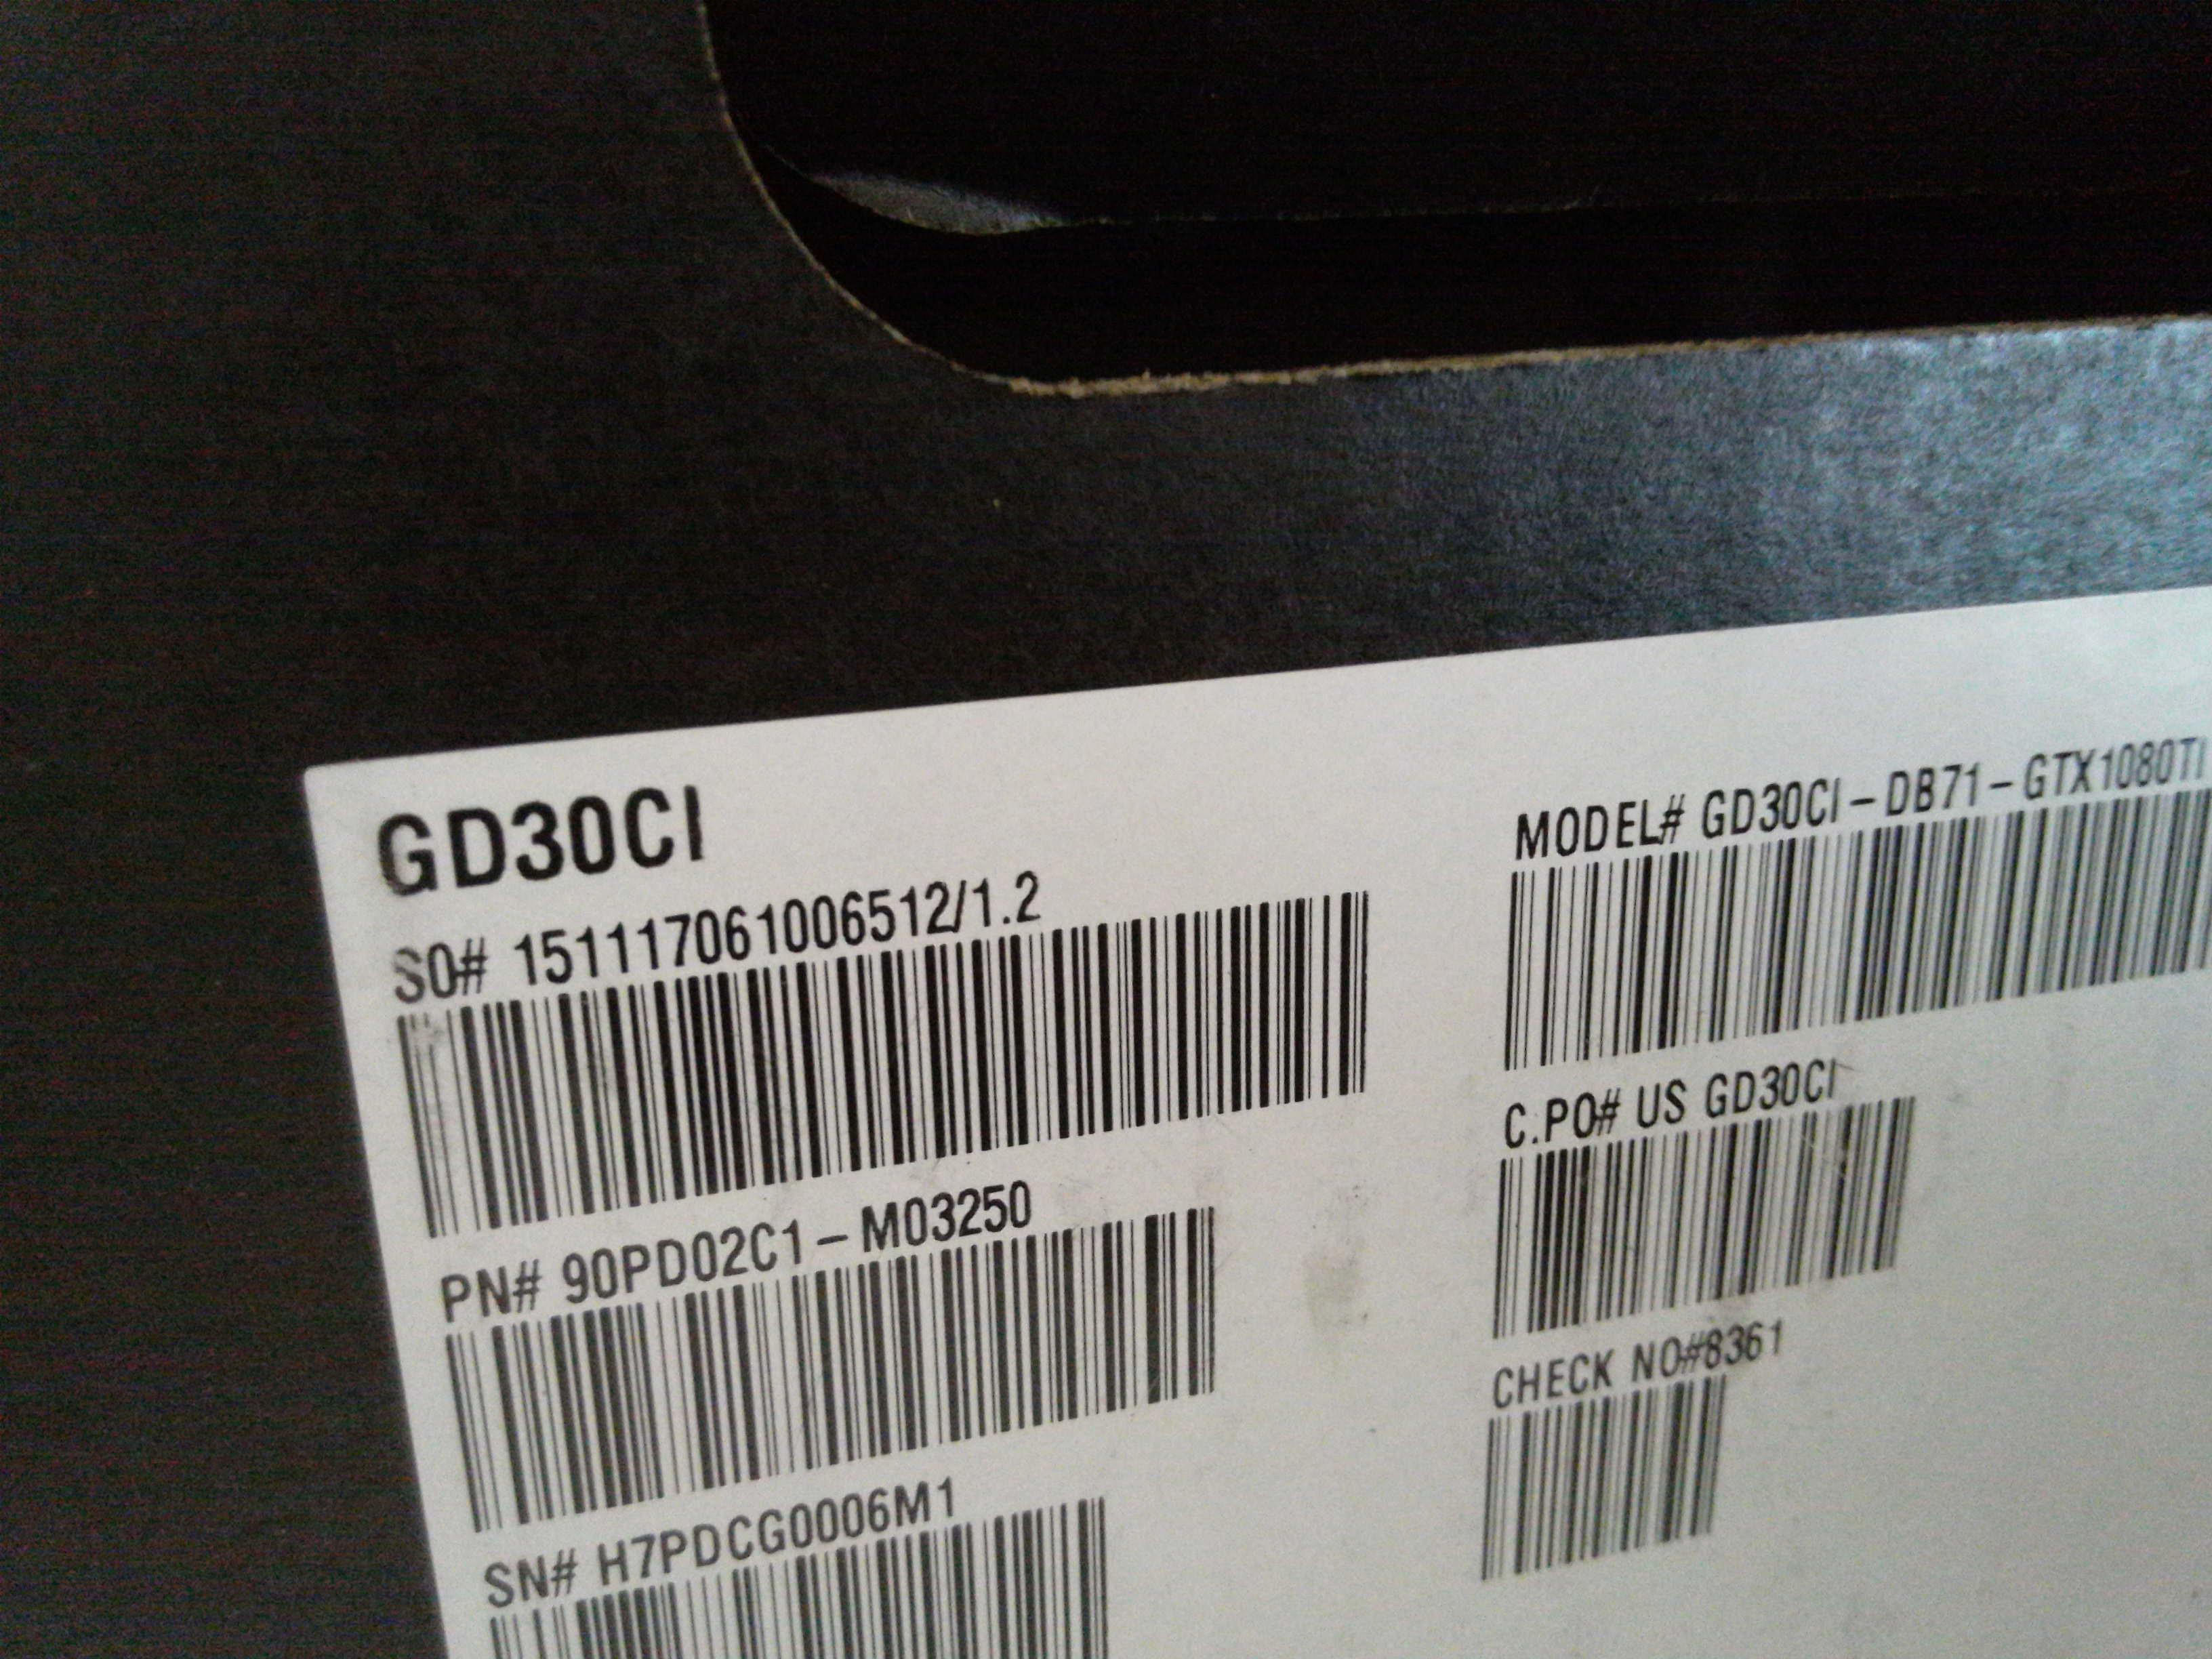 GD30CI
SO# 151117061006512/1.2
PN# 90PD02C1-M03250
SN# H7PDCG0006M1
MODEL# GD30CI-DB71-GTX1080TI
C.PO# US GD30CI
CHECK NO#8361